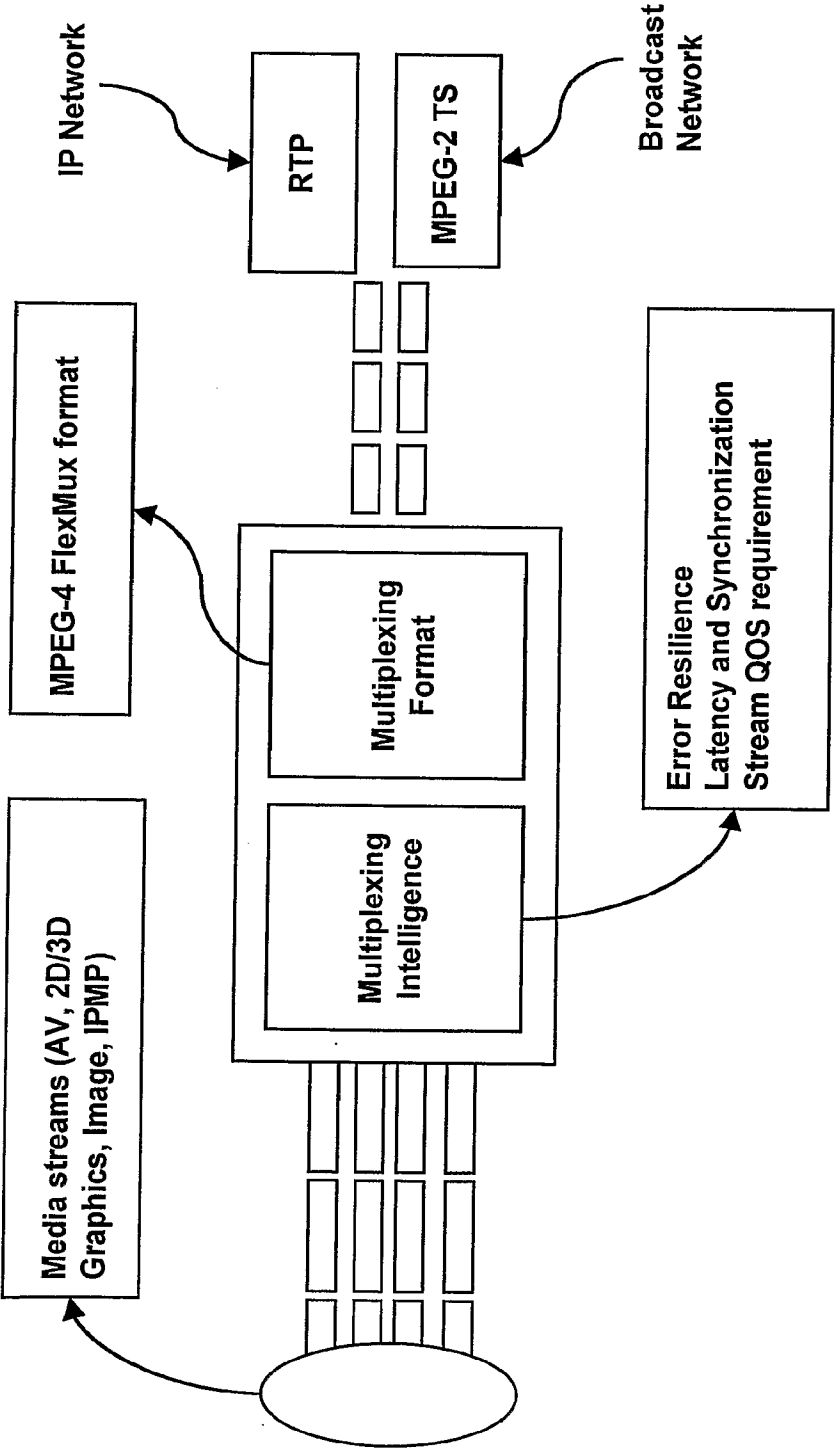 Media streams (AV, 2D/3D
Graphics, Image, IPMP)
MPEG-4 FlexMux format
IP Network
Multiplexing
Intelligence
Multiplexing
Format
RTP
MPEG-2 TS
Error Resilience
Latency and Synchronization
Stream QOS requirement
Broadcast
Network